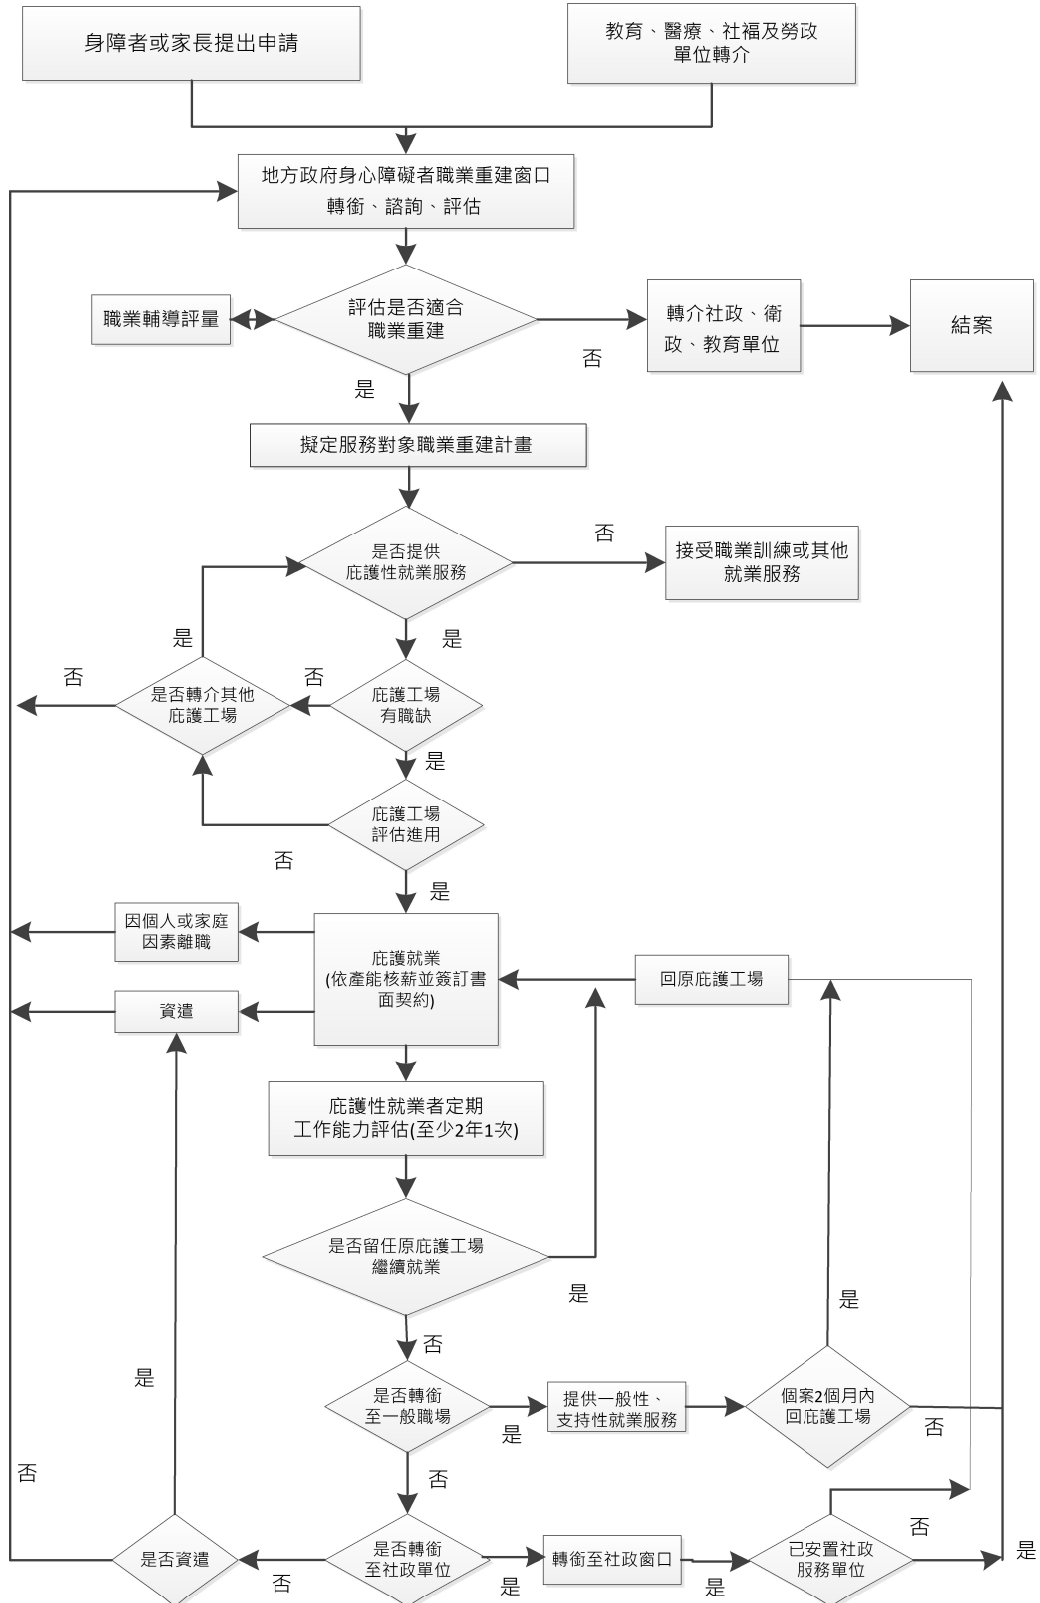 身障者或家長提出申請
教育、醫療、社褔及勞政
單位轉介
地方政府身心障礙者職業重建窗口
轉銜、諮詢、評估
職業輔導評量
評估是否適合
職業重建
轉介社政、衛
政、教育單位
結案
否
是
擬定服務對象職業重建計畫
是否提供
庇護性就業服務
否
接受職業訓練或其他
就業服務
是
是
否
是否轉介其他
庇護工場
否
庇護工場
有職缺
是
庇護工場
評估進用
否
是
因個人或家庭
因素離職
庇護就業
(依產能核薪並簽訂書
面契約)
回原庇護工場
資遣
庇護性就業者定期
工作能力評估(至少2年1次)
是否留任原庇護工場
繼續就業
是
是
否
是
是否轉銜
至一般職場
提供一般性、
支持性就業服務
個案2個月內
回庇護工場
是
否
否
否
是否資遣
否
是否轉銜
至社政單位
是
轉銜至社政窗口
是
已安置社政
服務單位
否
是